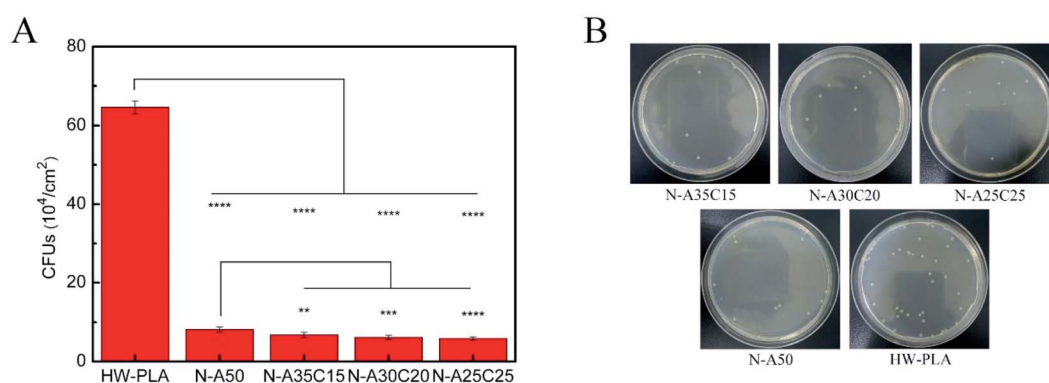 A
B
80
60
40
20
0
CFUs (10⁴/cm²)
**** **** **** ****
** *** ****
HW-PLA N-A50 N-A35C15 N-A30C20 N-A25C25
N-A35C15 N-A30C20 N-A25C25
N-A50 HW-PLA